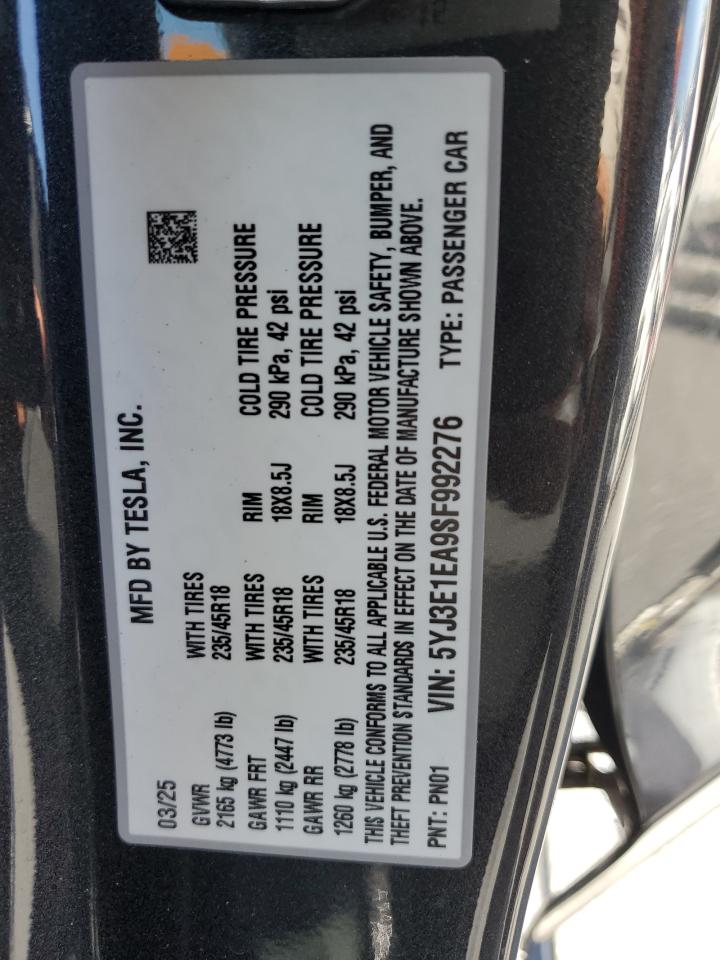 MFD BY TESLA, INC.
03/25
GVWR WITH TIRES RIM COLD TIRE PRESSURE
2165 kg (4773 lb) 235/45R18 18X8.5J 290 kPa, 42 psi
GAWR FRT WITH TIRES RIM COLD TIRE PRESSURE
1110 kg (2447 lb) 235/45R18 18X8.5J 290 kPa, 42 psi
GAWR RR WITH TIRES
1260 kg (2778 lb) 235/45R18
THIS VEHICLE CONFORMS TO ALL APPLICABLE U.S. FEDERAL MOTOR VEHICLE SAFETY, BUMPER, AND
THEFT PREVENTION STANDARDS IN EFFECT ON THE DATE OF MANUFACTURE SHOWN ABOVE.
PNT: PN01 VIN: 5YJ3E1EA9SF992276 TYPE: PASSENGER CAR